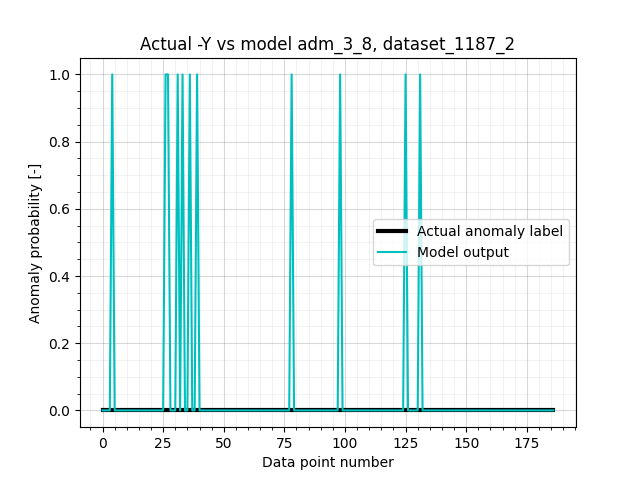 Actual -Y vs model adm_3_8, dataset_1187_2
1.0
0.8
0.6
0.4
0.2
0.0
Anomaly probability [-]
Actual anomaly label
Model output
0 25 50 75 100 125 150 175
Data point number